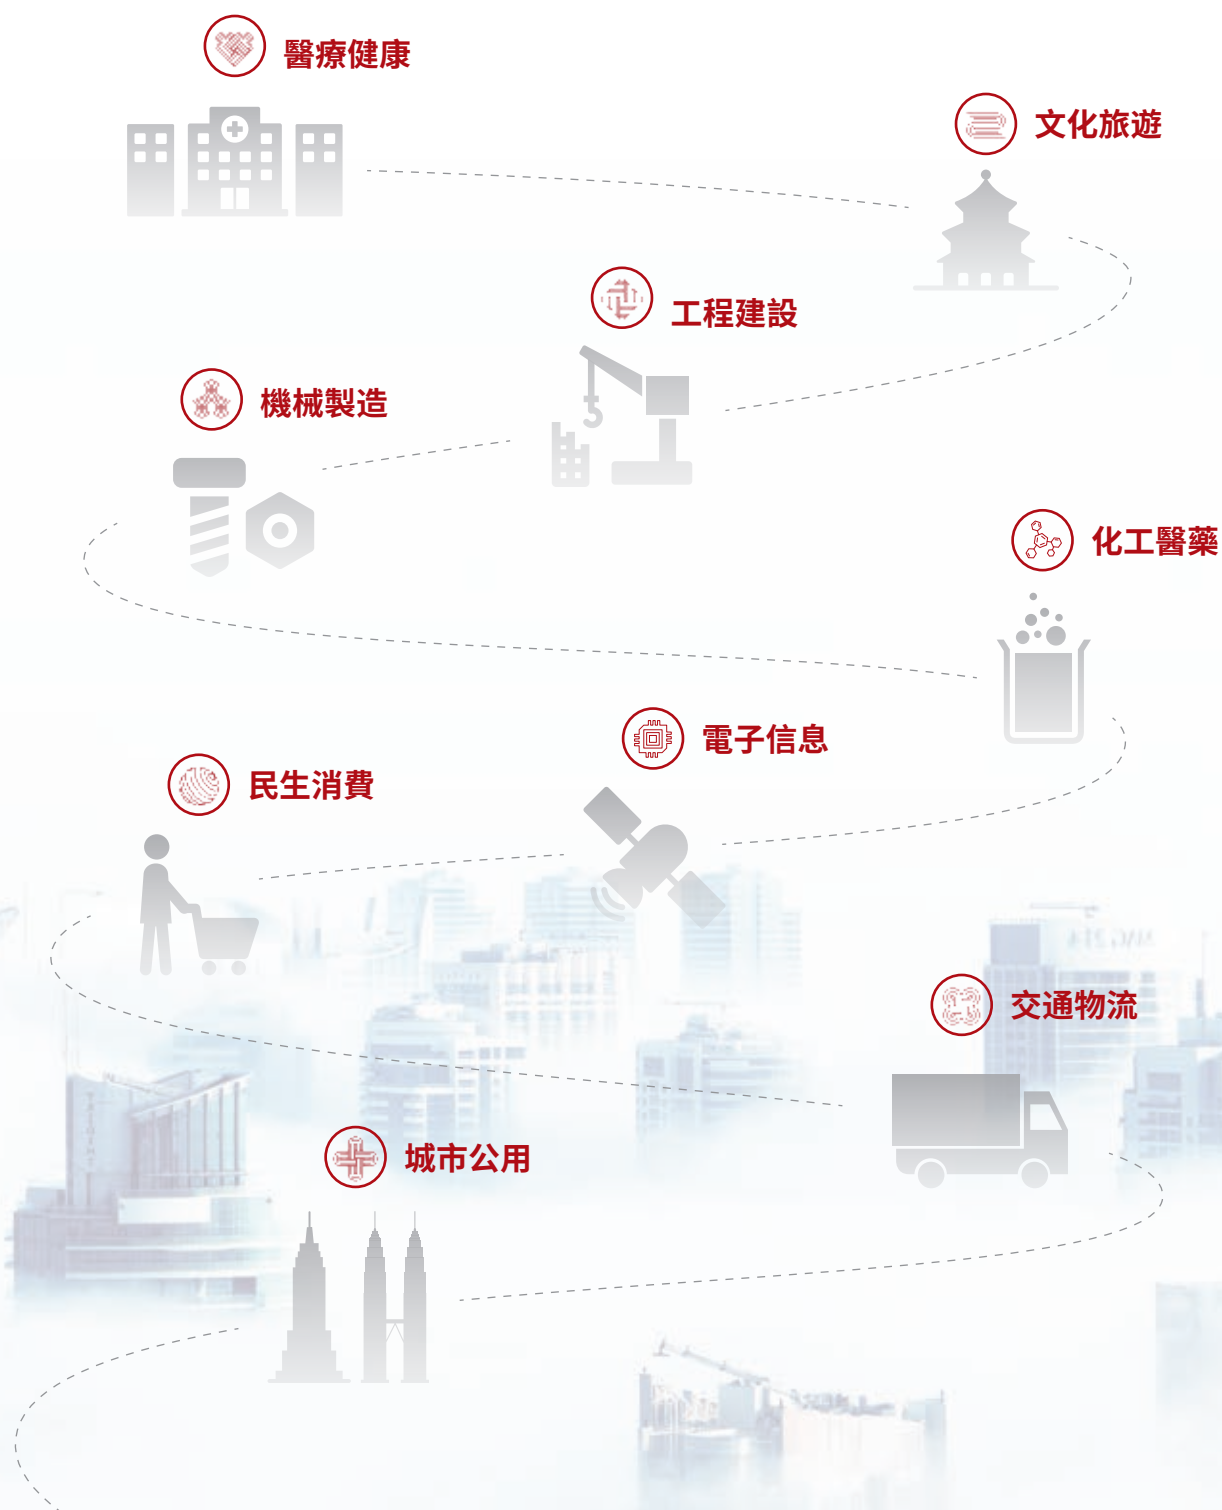 醫療健康
文化旅遊
工程建設
機械製造
化工醫藥
電子信息
民生消費
交通物流
城市公用